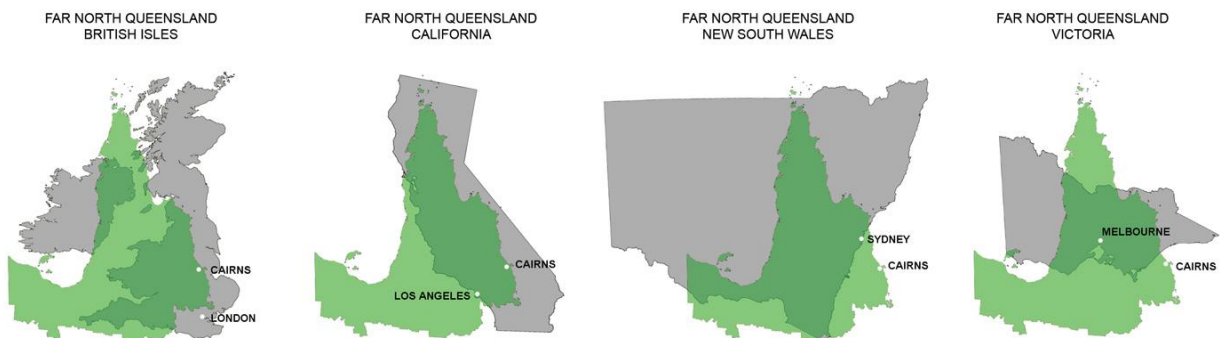 FAR NORTH QUEENSLAND
BRITISH ISLES
CAIRNS
LONDON
FAR NORTH QUEENSLAND
CALIFORNIA
CAIRNS
LOS ANGELES
FAR NORTH QUEENSLAND
NEW SOUTH WALES
SYDNEY
CAIRNS
FAR NORTH QUEENSLAND
VICTORIA
MELBOURNE
CAIRNS